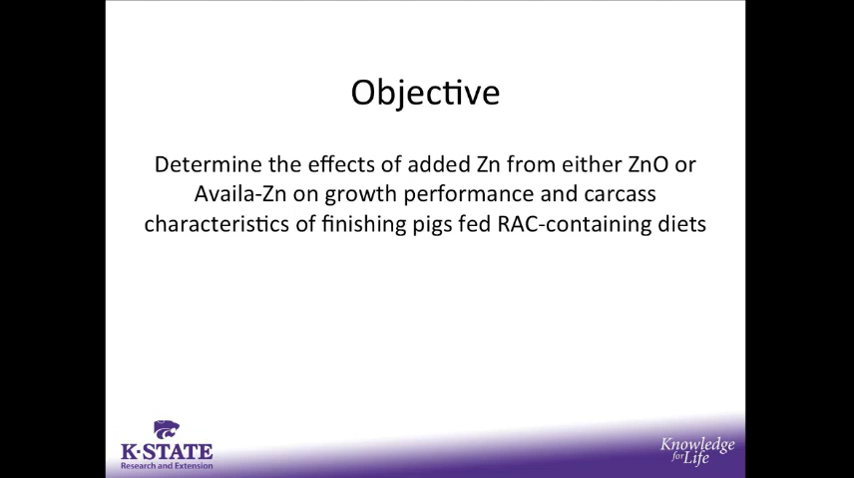 Objective
Determine the effects of added Zn from either ZnO or
Availa-Zn on growth performance and carcass
characteristics of finishing pigs fed RAC-containing diets
K-STATE
Research and Extension
Knowledge
for Life